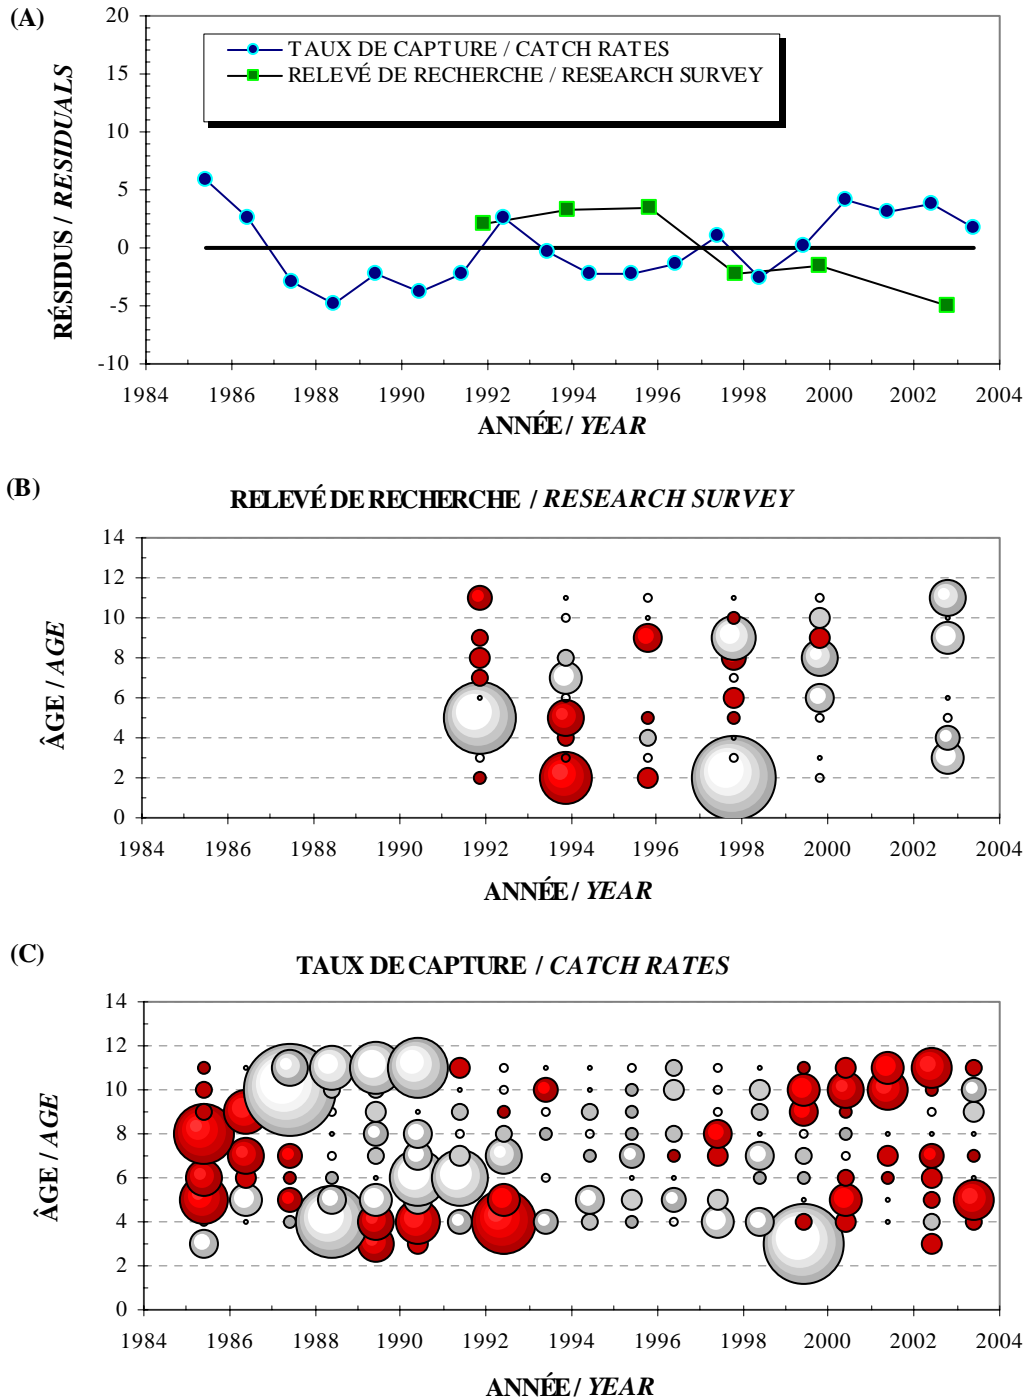 (A)
20
15
10
5
0
-5
-10
RÉSIDUS / RESIDUALS
TAUX DE CAPTURE / CATCH RATES
RELEVÉ DE RECHERCHE / RESEARCH SURVEY
1984 1986 1988 1990 1992 1994 1996 1998 2000 2002 2004
ANNÉE / YEAR
(B)
RELEVÉ DE RECHERCHE / RESEARCH SURVEY
14
12
10
8
6
4
2
0
ÂGE / AGE
1984 1986 1988 1990 1992 1994 1996 1998 2000 2002 2004
ANNÉE / YEAR
(C)
TAUX DE CAPTURE / CATCH RATES
14
12
10
8
6
4
2
0
ÂGE / AGE
1984 1986 1988 1990 1992 1994 1996 1998 2000 2002 2004
ANNÉE / YEAR